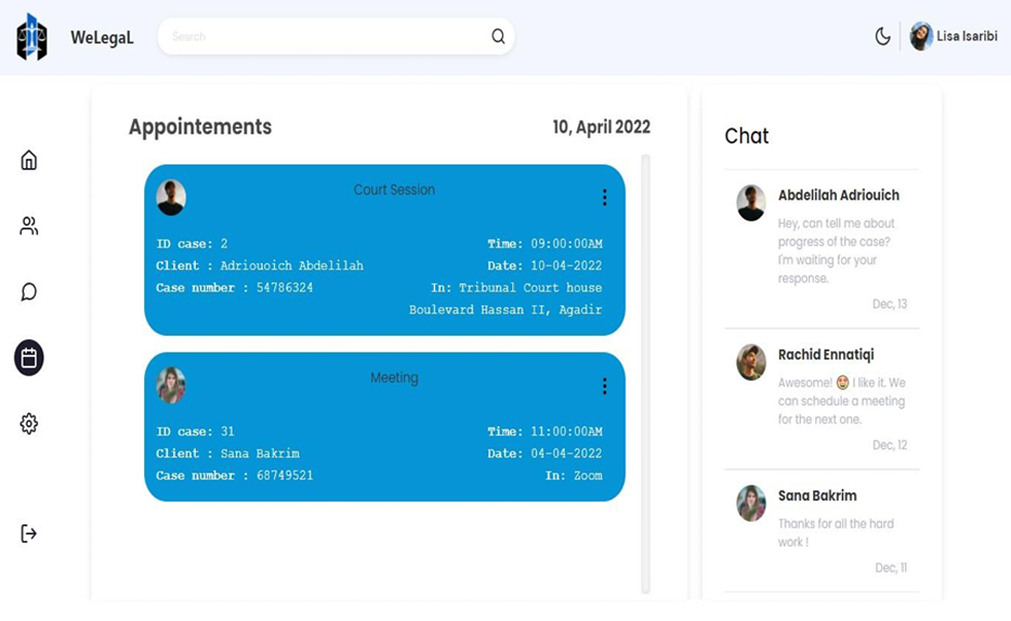 WeLegaL
Search
Lisa Isaribi
Appointements
10, April 2022
Court Session
ID case: 2
Client : Adriouoich Abdelilah
Case number : 54786324
Time: 09:00:00AM
Date: 10-04-2022
In: Tribunal Court house
Boulevard Hassan II, Agadir
Meeting
ID case: 31
Client : Sana Bakrim
Case number : 68749521
Time: 11:00:00AM
Date: 04-04-2022
In: Zoom
Chat
Abdelilah Adriouich
Hey, can tell me about
progress of the case?
I'm waiting for your
response.
Dec, 13
Rachid Ennatiqi
Awesome! 😍 I like it. We
can schedule a meeting
for the next one.
Dec, 12
Sana Bakrim
Thanks for all the hard
work !
Dec, 11